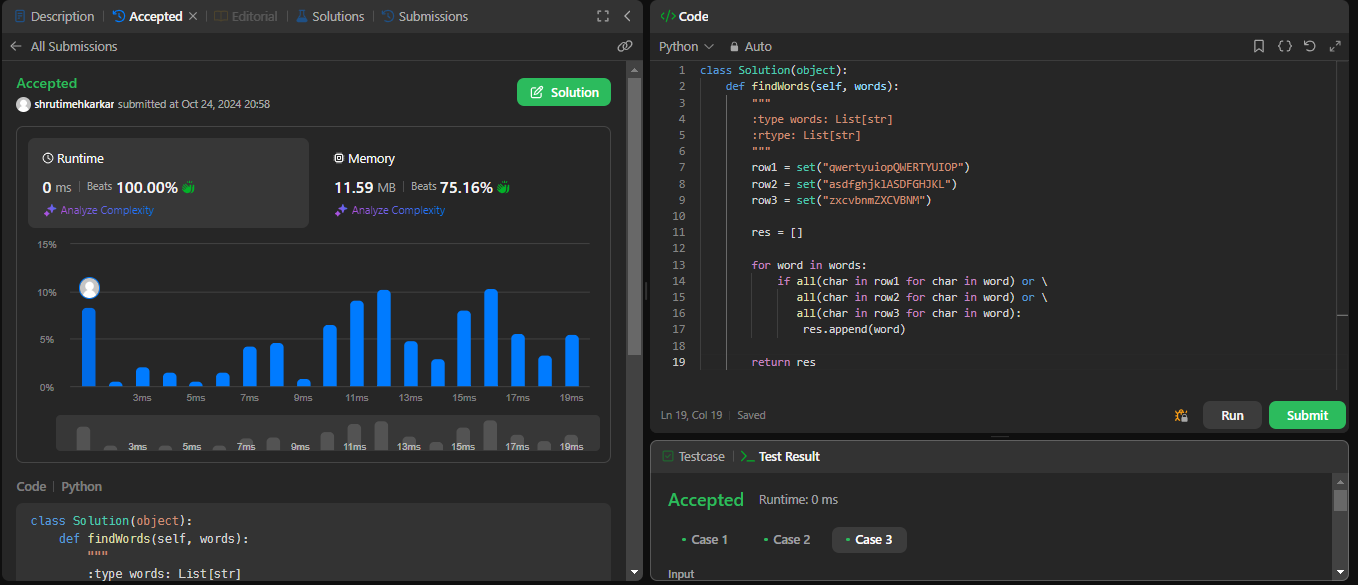 Description
Accepted
Editorial
Solutions
Submissions
All Submissions
Accepted
shrutimehkarkar submitted at Oct 24, 2024 20:58
Solution
Runtime
0 ms Beats 100.00%
Analyze Complexity
Memory
11.59 MB Beats 75.16%
Analyze Complexity
15%
10%
5%
0%
3ms 5ms 7ms 9ms 11ms 13ms 15ms 17ms 19ms
3ms 5ms 7ms 9ms 11ms 13ms 15ms 17ms 19ms
Code Python
class Solution(object):
    def findWords(self, words):
        """
        :type words: List[str]
</> Code
Python Auto
1 class Solution(object):
2     def findWords(self, words):
3         """
4         :type words: List[str]
5         :rtype: List[str]
6         """
7         row1 = set("qwertyuiopQWERTYUIOP")
8         row2 = set("asdfghjklASDFGHJKL")
9         row3 = set("zxcvbnmZXCVBNM")
10
11         res = []
12
13         for word in words:
14             if all(char in row1 for char in word) or \
15                all(char in row2 for char in word) or \
16                all(char in row3 for char in word):
17                 res.append(word)
18
19         return res
Ln 19, Col 19 Saved
Run
Submit
Testcase
Test Result
Accepted Runtime: 0 ms
Case 1
Case 2
Case 3
Input